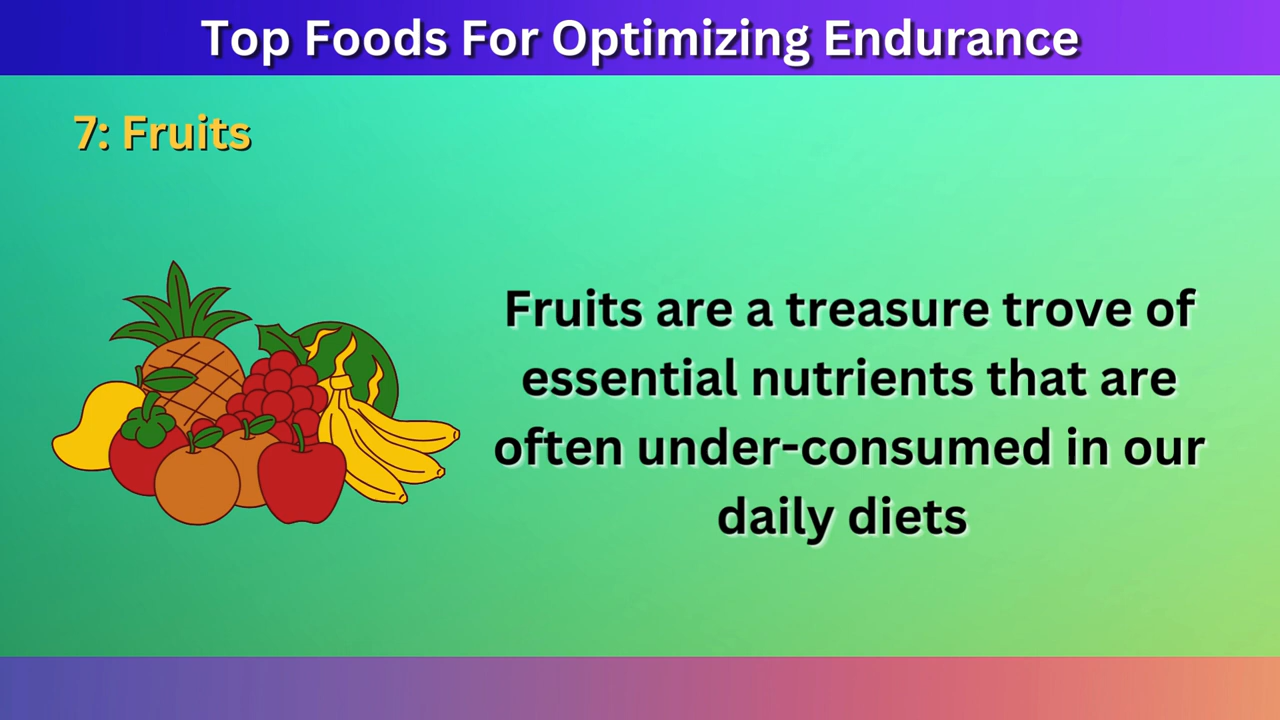 Top Foods For Optimizing Endurance
7: Fruits
Fruits are a treasure trove of
essential nutrients that are
often under-consumed in our
daily diets